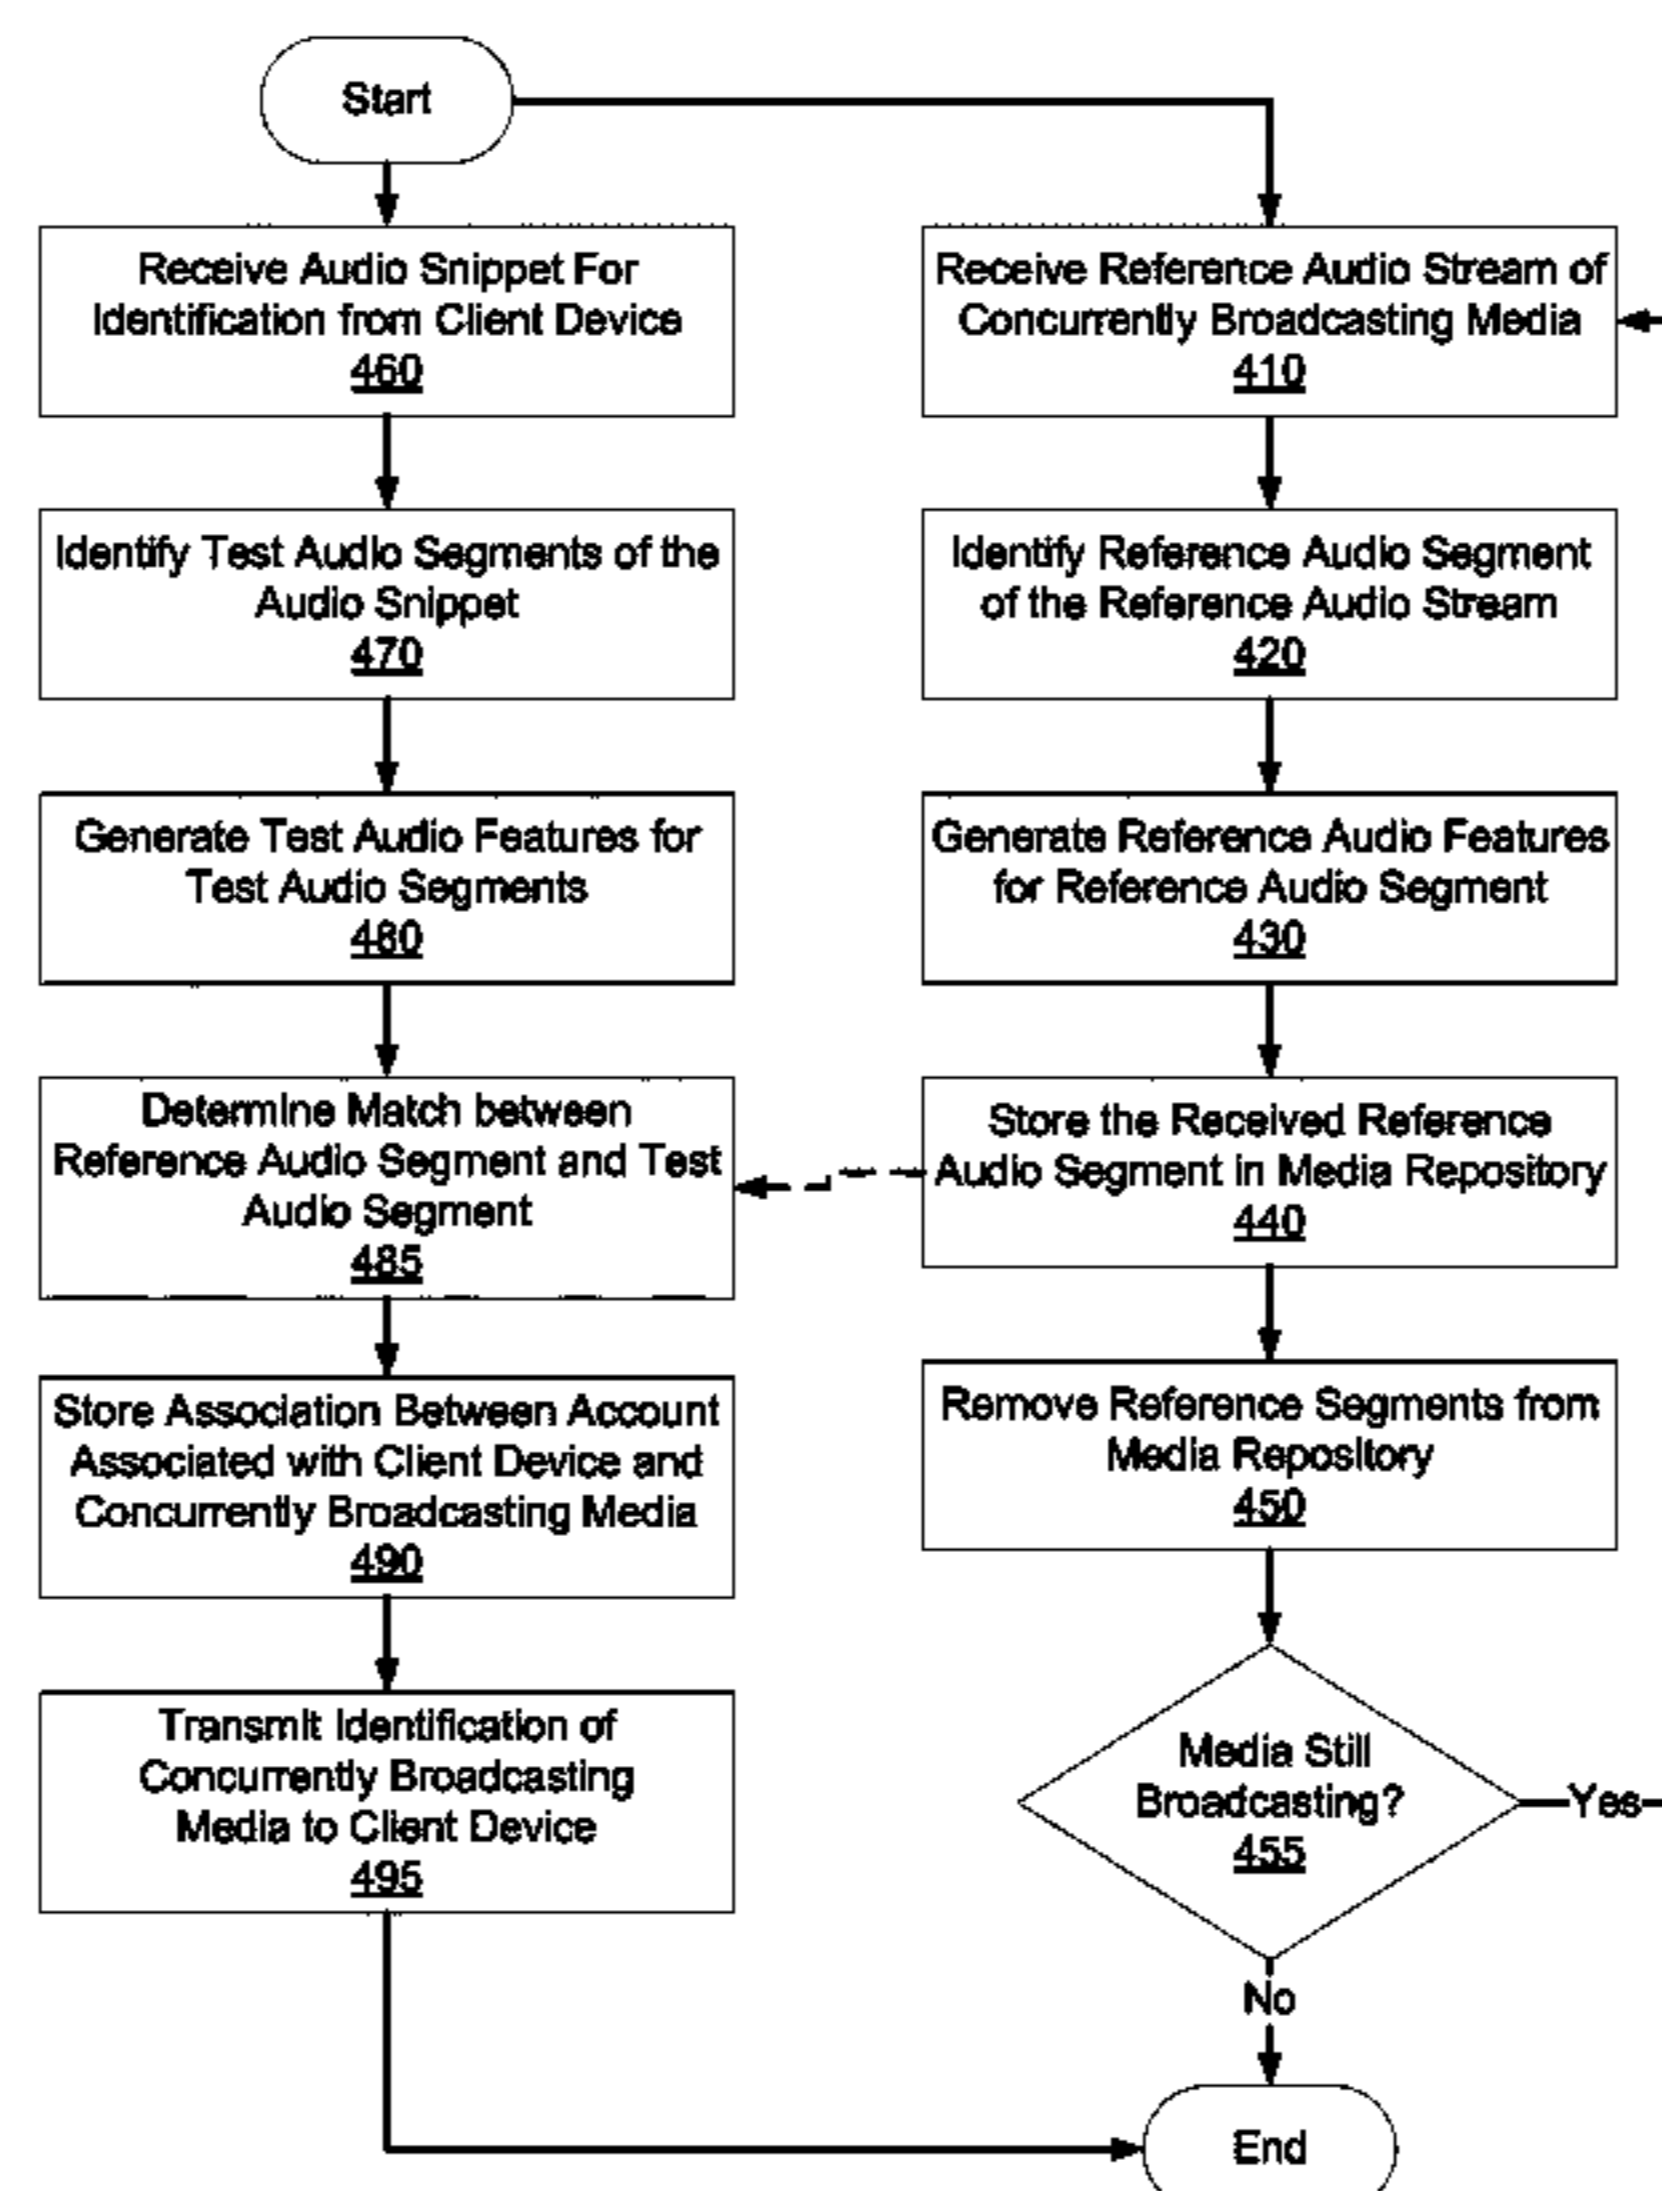 Start
Receive Audio Snippet For
Identification from Client Device
460
Identify Test Audio Segments of the
Audio Snippet
470
Generate Test Audio Features for
Test Audio Segments
480
Determine Match between
Reference Audio Segment and Test
Audio Segment
485
Store Association Between Account
Associated with Client Device and
Concurrently Broadcasting Media
490
Transmit Identification of
Concurrently Broadcasting
Media to Client Device
495
Receive Reference Audio Stream of
Concurrently Broadcasting Media
410
Identify Reference Audio Segment
of the Reference Audio Stream
420
Generate Reference Audio Features
for Reference Audio Segment
430
Store the Received Reference
Audio Segment in Media Repository
440
Remove Reference Segments from
Media Repository
450
Media Still
Broadcasting?
455
Yes
No
End